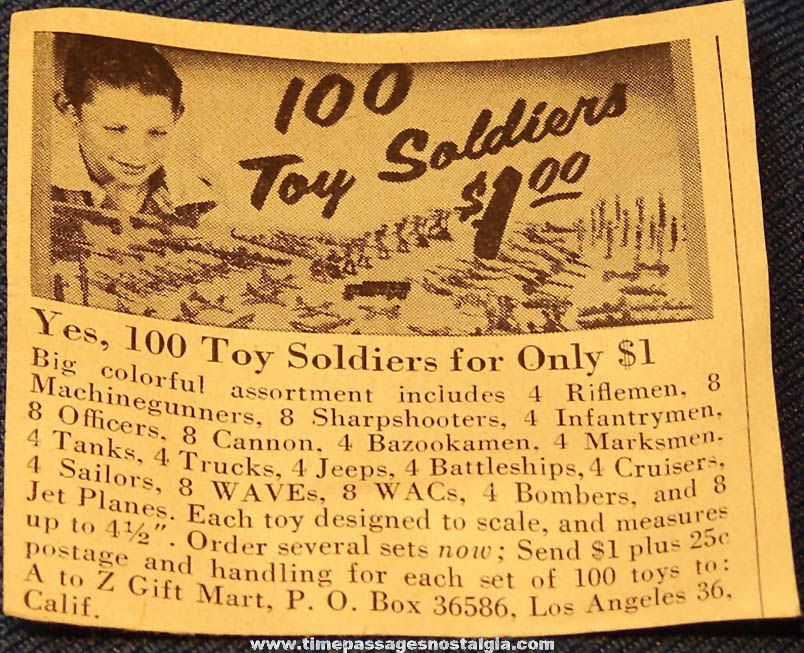 100
Toy Soldiers
$1.00
Yes, 100 Toy Soldiers for Only $1
Big colorful assortment includes 4 Riflemen, 8
Machinegunners, 8 Sharpshooters, 4 Infantrymen,
8 Officers, 8 Cannon, 4 Bazookamen, 4 Marksmen,
4 Tanks, 4 Trucks, 4 Jeeps, 4 Battleships, 4 Cruisers,
4 Sailors, 8 WAVEs, 8 WACs, 4 Bombers, and 8
Jet Planes. Each toy designed to scale, and measures
up to 4½". Order several sets now; Send $1 plus 25c
postage and handling for each set of 100 toys to:
A to Z Gift Mart, P. O. Box 36586, Los Angeles 36,
Calif.
www.timepassagesnostalgia.com